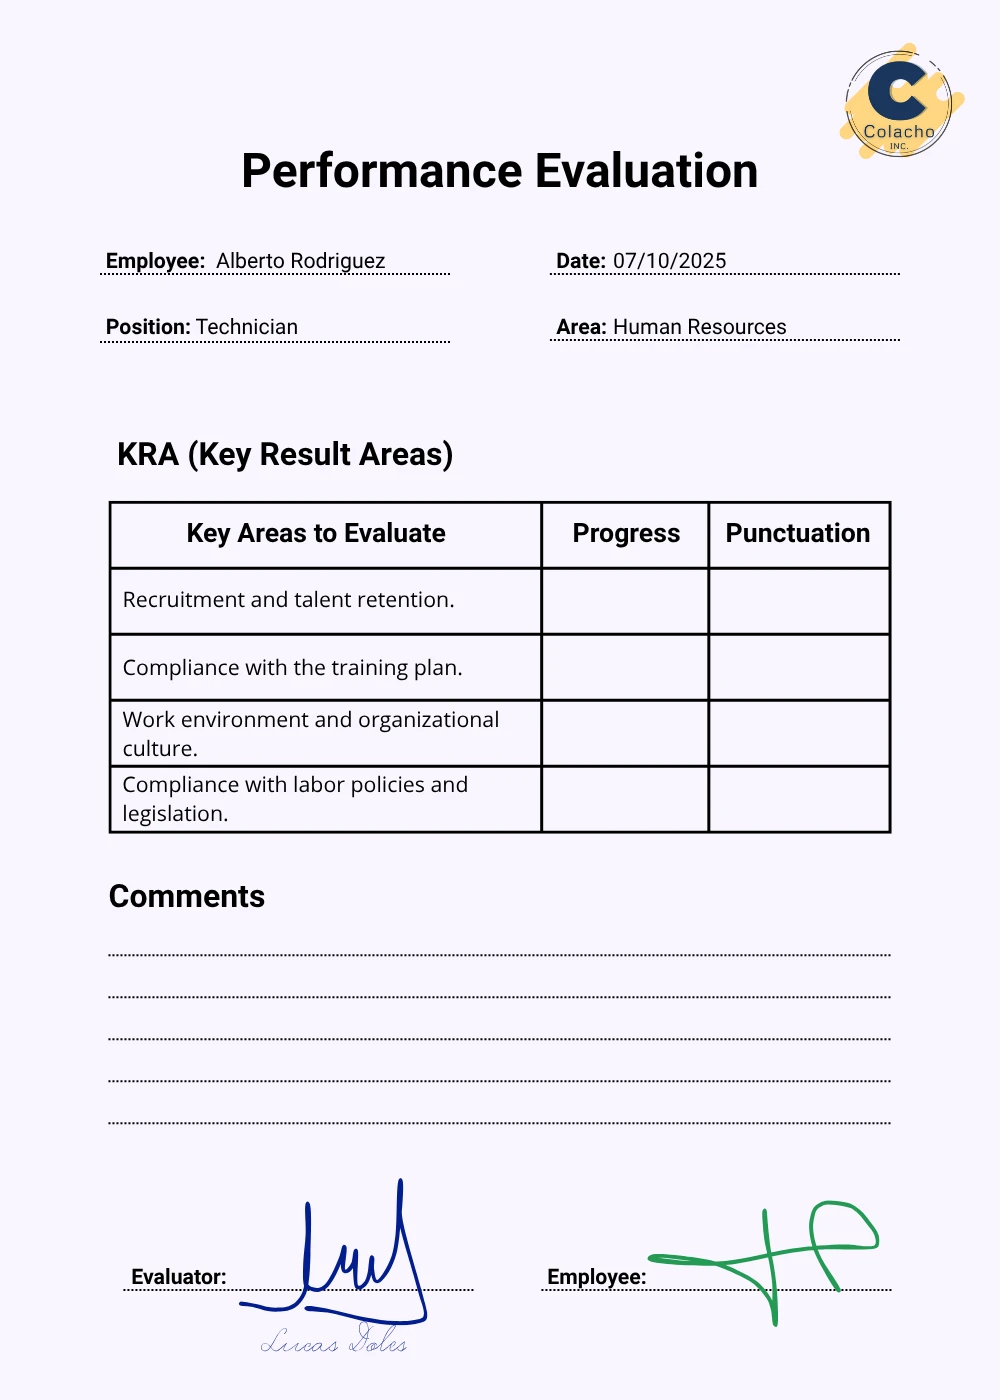 Colacho
INC.
Performance Evaluation
Employee: Alberto Rodriguez
Date: 07/10/2025
Position: Technician
Area: Human Resources
KRA (Key Result Areas)
Key Areas to Evaluate Progress Punctuation
Recruitment and talent retention.
Compliance with the training plan.
Work environment and organizational
culture.
Compliance with labor policies and
legislation.
Comments
Evaluator:
Employee:
Lucas Doles